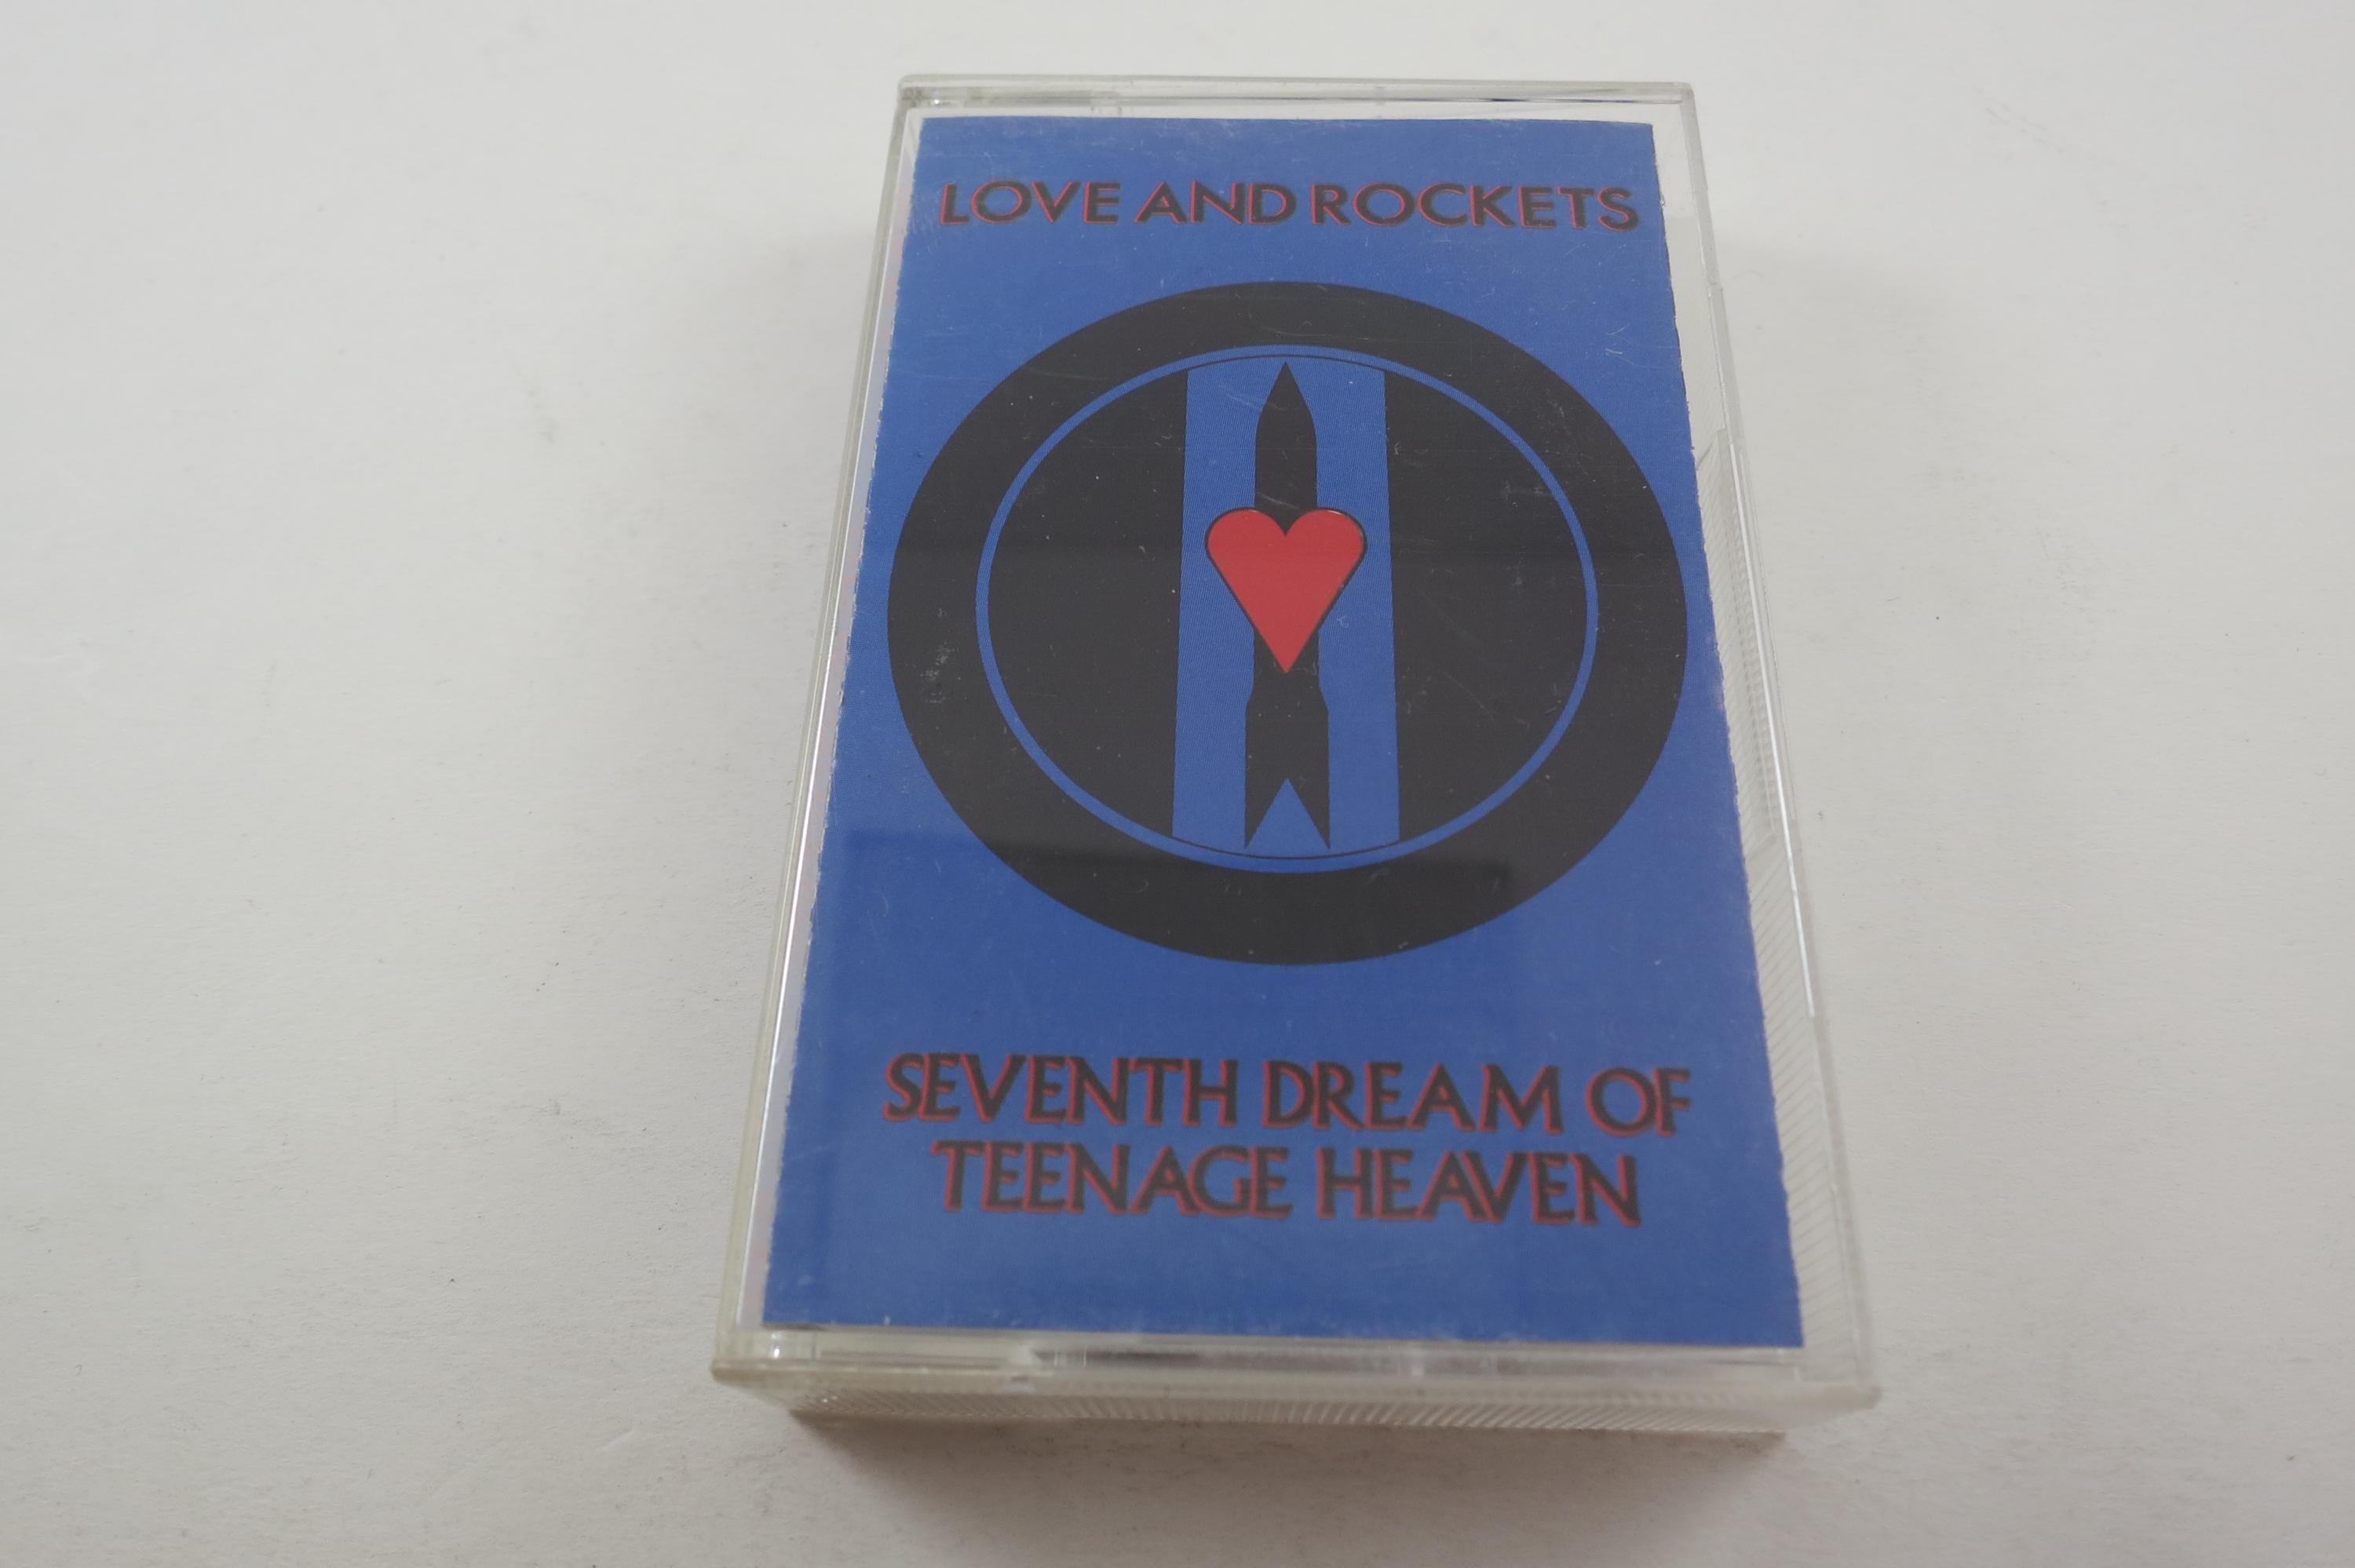 LOVE AND ROCKETS
SEVENTH DREAM OF
TEENAGE HEAVEN